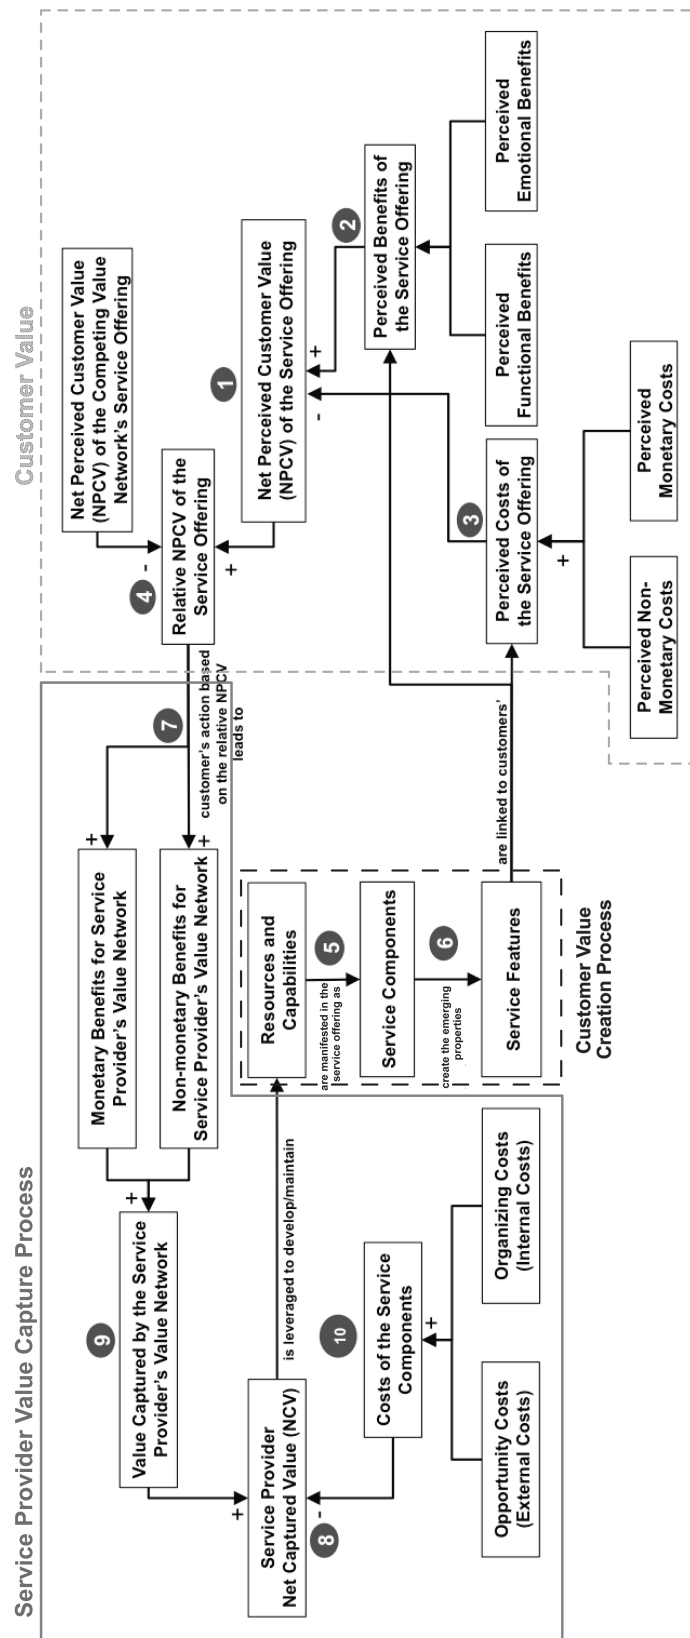 Service Provider Value Capture Process
Customer Value
Net Perceived Customer Value
(NPCV) of the Competing Value
Network's Service Offering
-
4
Relative NPCV of the
Service Offering
+
1
Net Perceived Customer Value
(NPCV) of the Service Offering
-
+
2
Perceived Benefits of
the Service Offering
Perceived
Functional Benefits
Perceived
Emotional Benefits
3
Perceived Costs of
the Service Offering
+
Perceived Non-
Monetary Costs
Perceived
Monetary Costs
7
customer's action based
on the relative NPCV
leads to
+
Monetary Benefits for Service
Provider's Value Network
+
Non-monetary Benefits for
Service Provider's Value Network
+
9
Value Captured by the Service
Provider's Value Network
+
Service Provider
Net Captured Value (NCV)
8
-
is leveraged to develop/maintain
10
Costs of the Service
Components
+
Opportunity Costs
(External Costs)
Organizing Costs
(Internal Costs)
Resources and
Capabilities
are manifested in the
service offering as
5
Service Components
create the emerging
properties
6
Service Features
are linked to customers'
Customer Value
Creation Process